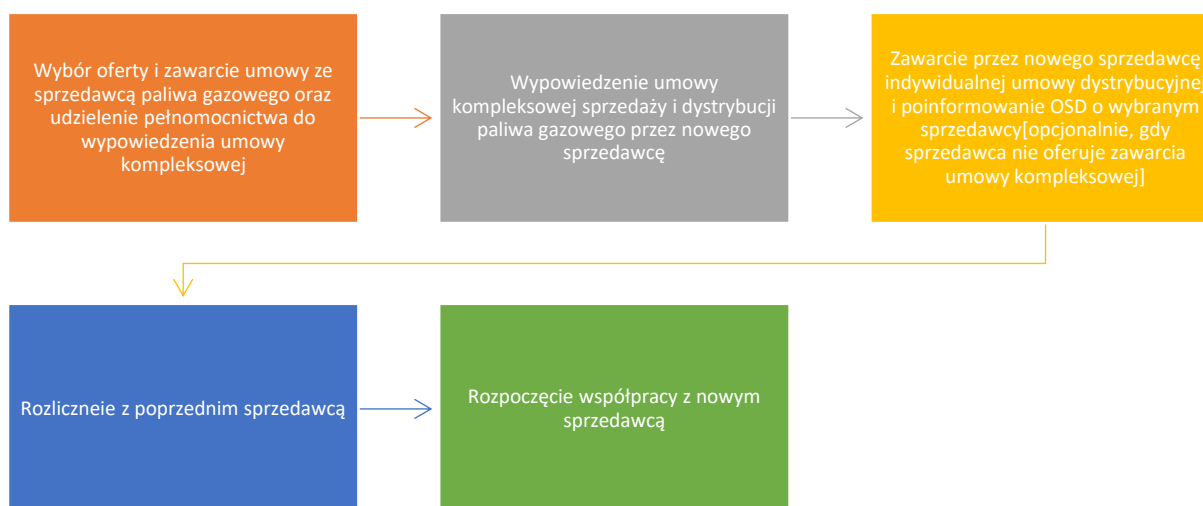 Wybór oferty i zawarcie umowy ze
sprzedawcą paliwa gazowego oraz
udzielenie pełnomocnictwa do
wypowiedzenia umowy
kompleksowej
Wypowiedzenie umowy
kompleksowej sprzedaży i dystrybucji
paliwa gazowego przez nowego
sprzedawcę
Zawarcie przez nowego sprzedawcę
indywidualnej umowy dystrybucyjnej
i poinformowanie OSD o wybranym
sprzedawcy[opcjonalnie, gdy
sprzedawca nie oferuje zawarcia
umowy kompleksowej]
Rozliczneie z poprzednim sprzedawcą
Rozpoczęcie współpracy z nowym
sprzedawcą